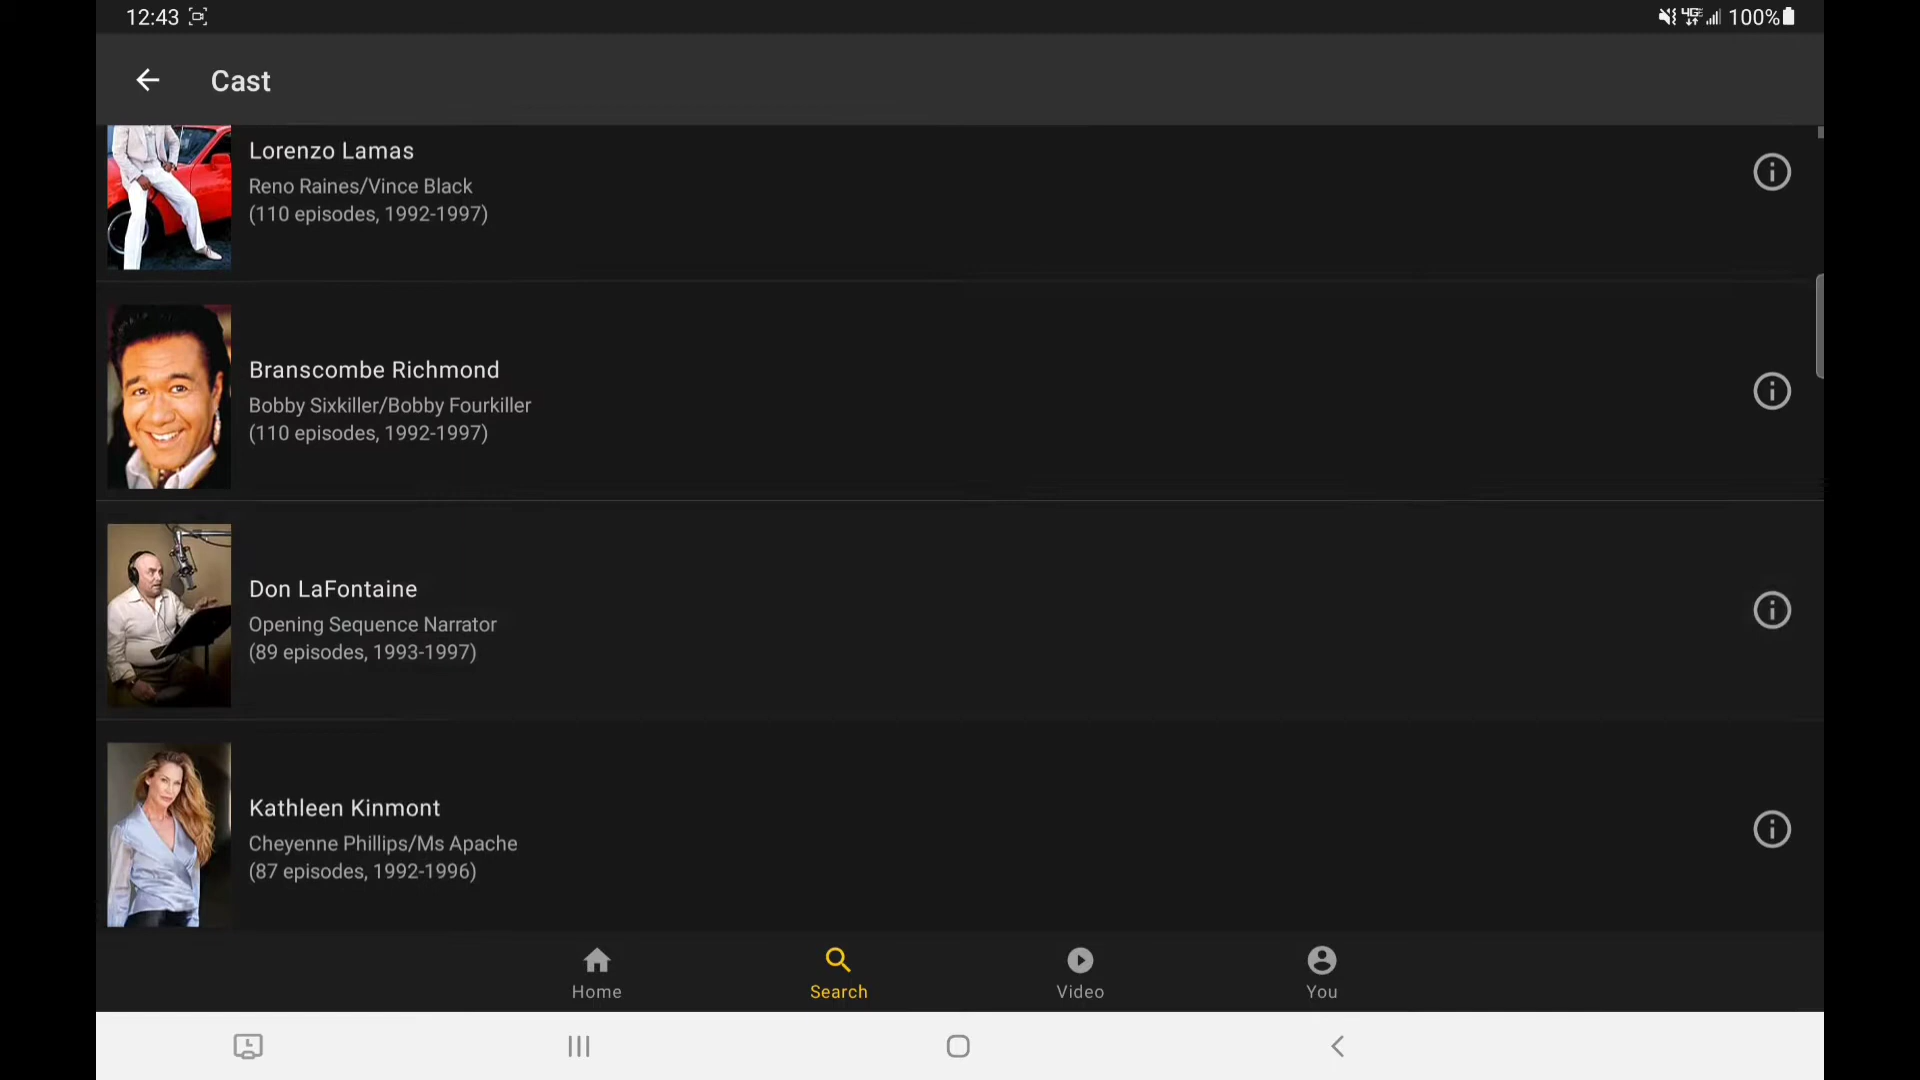 12:43
100%
Cast
Lorenzo Lamas
Reno Raines/Vince Black
(110 episodes, 1992-1997)
Branscombe Richmond
Bobby Sixkiller/Bobby Fourkiller
(110 episodes, 1992-1997)
Don LaFontaine
Opening Sequence Narrator
(89 episodes, 1993-1997)
Kathleen Kinmont
Cheyenne Phillips/Ms Apache
(87 episodes, 1992-1996)
Home
Search
Video
You